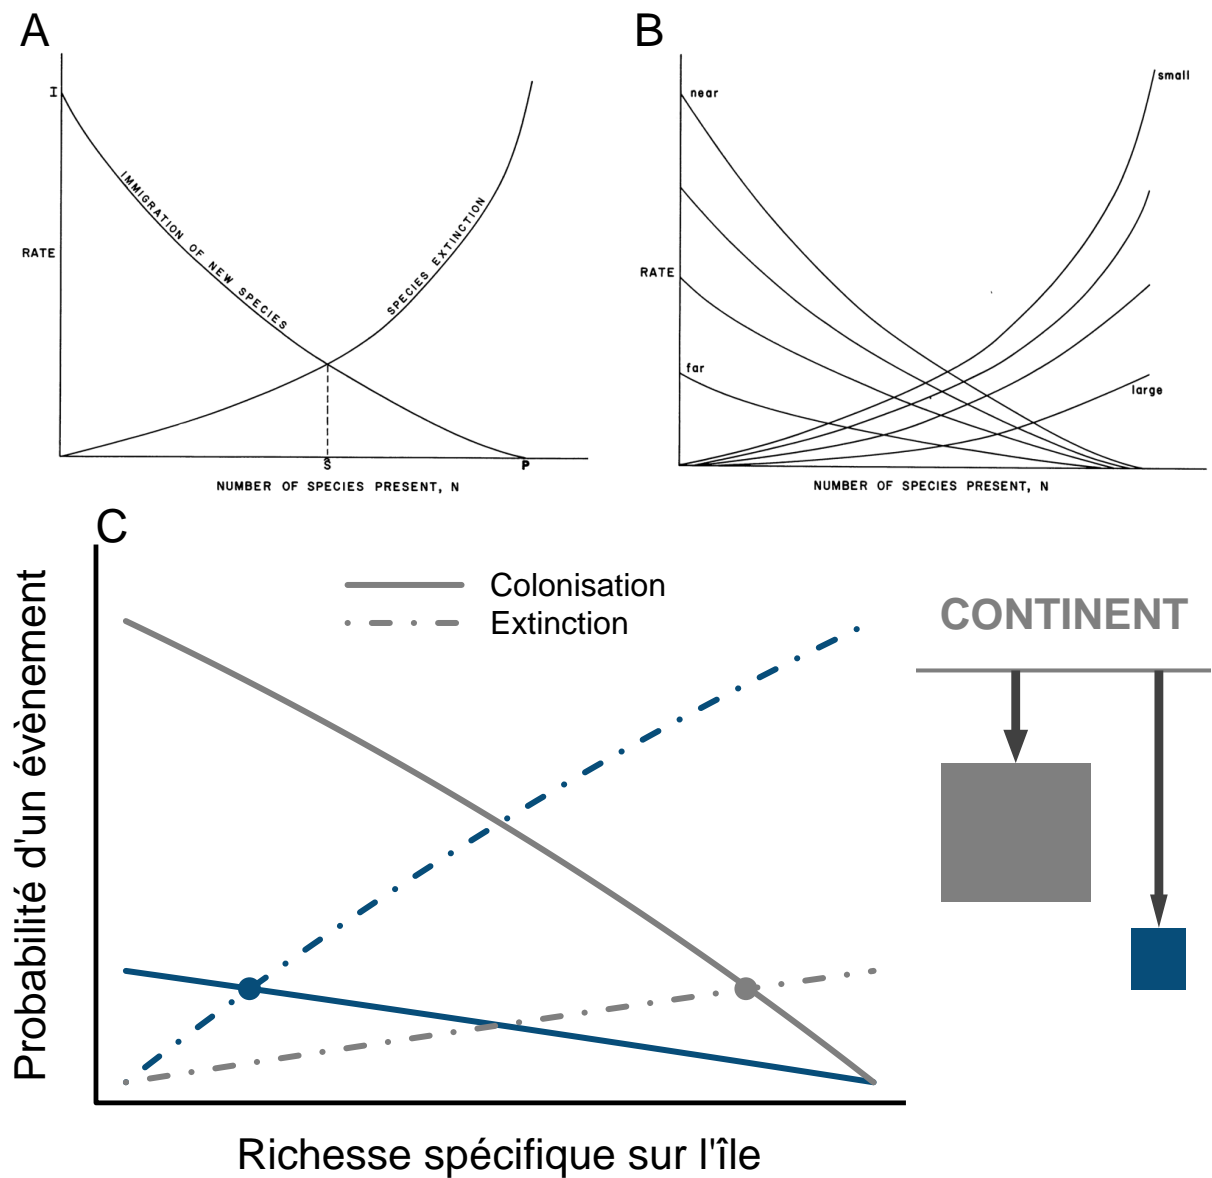 A
I
IMMIGRATION OF NEW SPECIES
SPECIES EXTINCTION
RATE
Ŝ
P
NUMBER OF SPECIES PRESENT, N
B
near
small
RATE
far
large
NUMBER OF SPECIES PRESENT, N
C
Colonisation
Extinction
Probabilité d'un évènement
Richesse spécifique sur l'île
CONTINENT